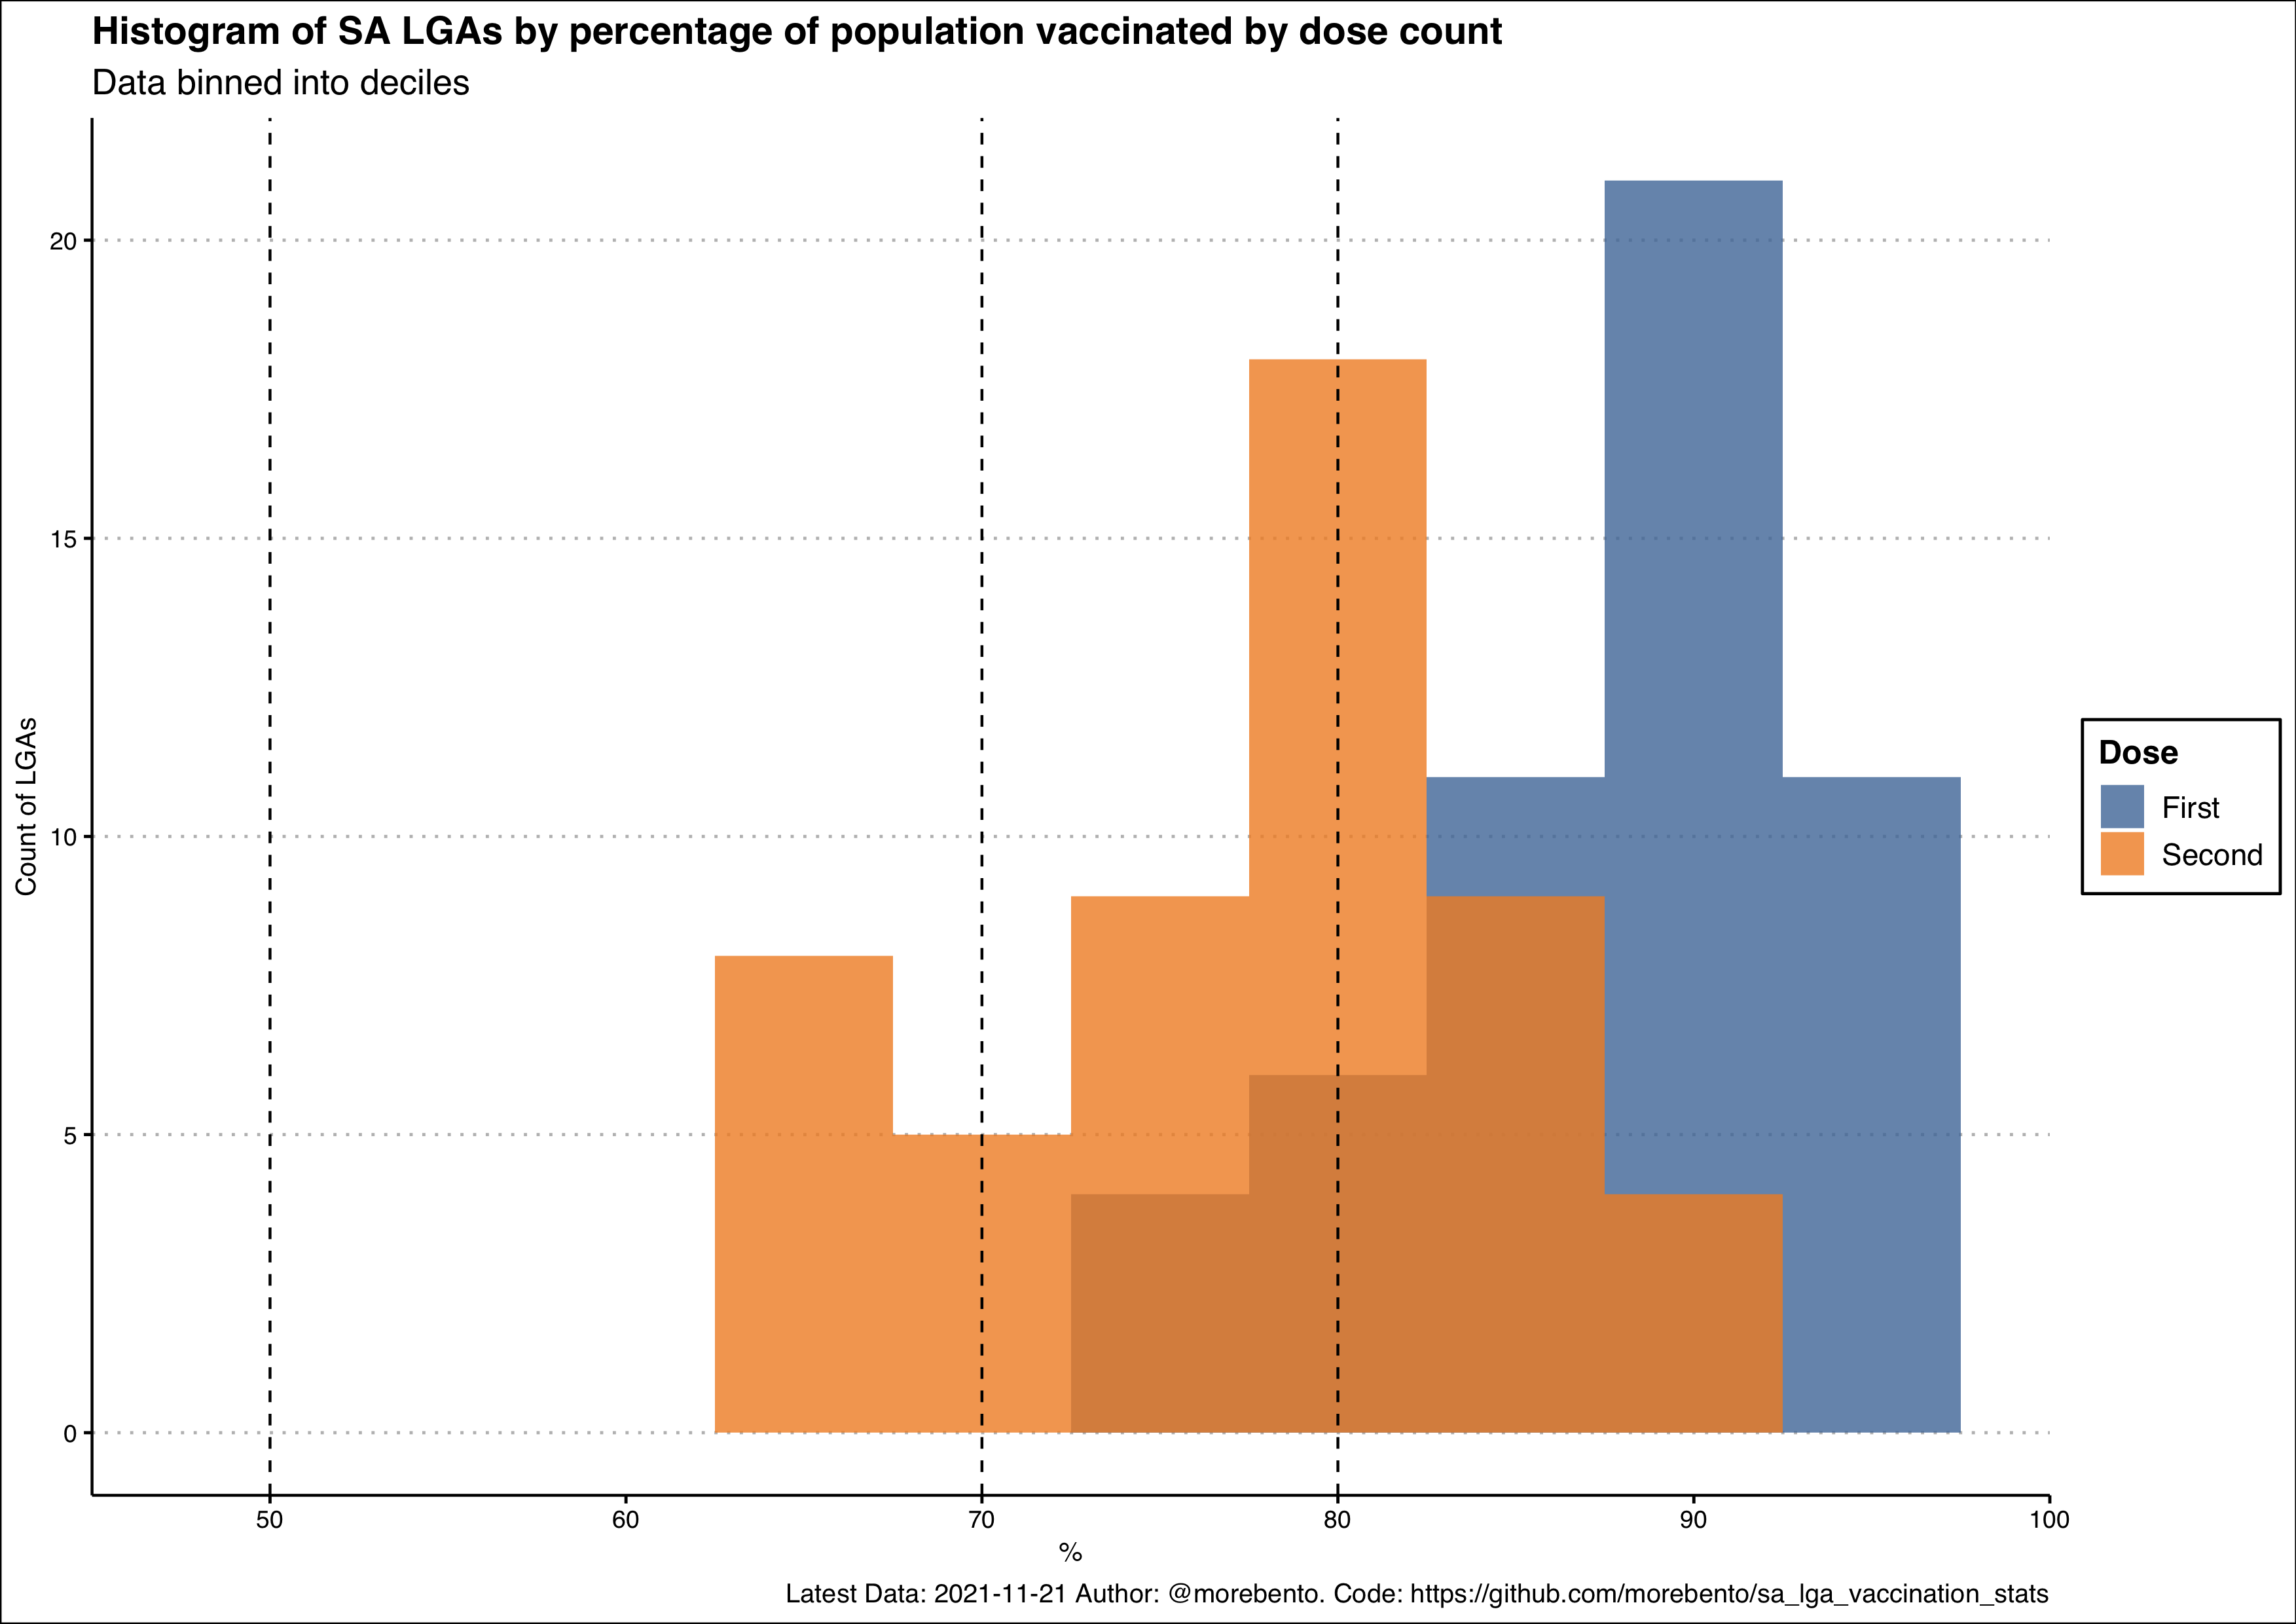 Histogram of SA LGAs by percentage of population vaccinated by dose count
Data binned into deciles
20
15
10
5
0
Count of LGAs
Dose
First
Second
50 60 70 80 90 100
%
Latest Data: 2021-11-21 Author: @morebento. Code: https://github.com/morebento/sa_lga_vaccination_stats